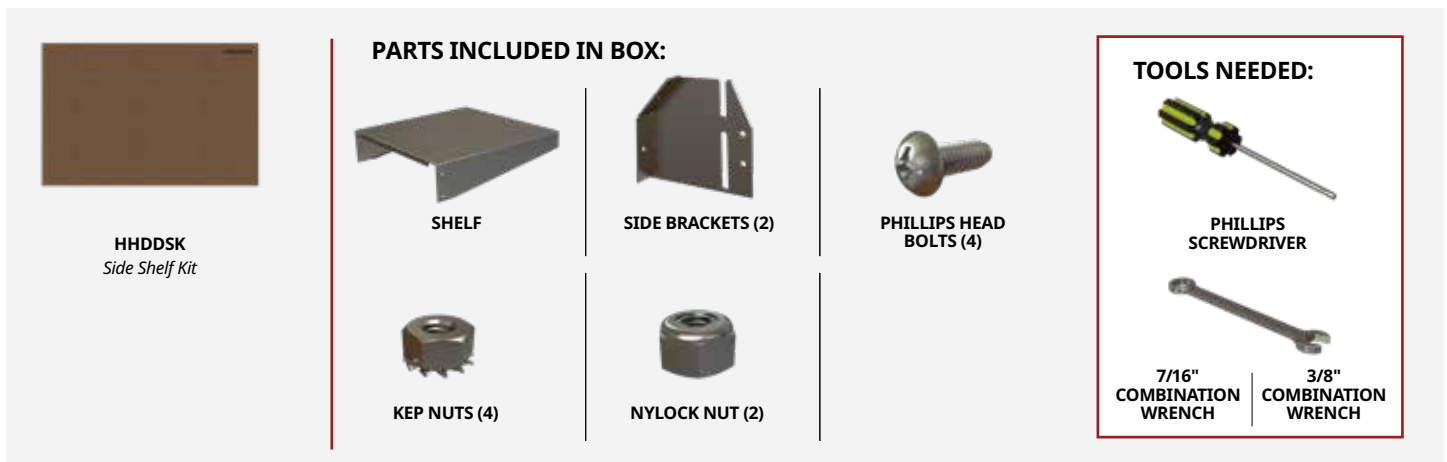 HHDDSK
Side Shelf Kit
PARTS INCLUDED IN BOX:
SHELF
SIDE BRACKETS (2)
PHILLIPS HEAD
BOLTS (4)
KEP NUTS (4)
NYLOCK NUT (2)
TOOLS NEEDED:
PHILLIPS
SCREWDRIVER
7/16"
COMBINATION
WRENCH
3/8"
COMBINATION
WRENCH